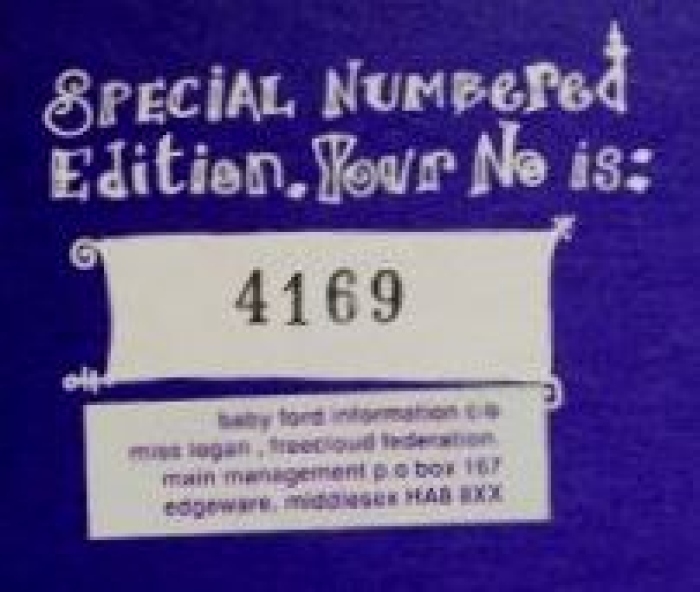 Special Numbered
Edition. Your No is:
4169
baby ford information c/o
miss logan , freecloud federation.
main management p.o box 167
edgeware, middlesex HA8